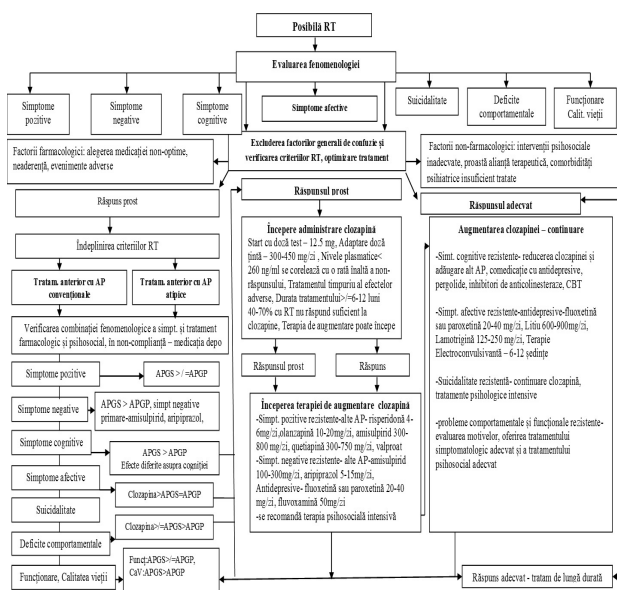 Posibilă RT
Evaluarea fenomenologiei
Simptome
pozitive
Simptome
negative
Simptome
cognitive
Simptome afective
Suicidalitate
Deficite
comportamentale
Funcționare
Calit. vieții
Factorii farmacologici: alegerea medicației non-optime,
neaderență, evenimente adverse
Excluderea factorilor generali de confuzie și
verificarea criteriilor RT, optimizare tratament
Factorii non-farmacologici: intervenții psihosociale
inadecvate, proastă alianță terapeutică, comorbidități
psihiatrice insuficient tratate
Răspuns prost
Îndeplinirea criteriilor RT
Tratam. anterior cu AP
convenționale
Tratam. anterior cu AP
atipice
Verificarea combinației fenomenologice a simpt. și tratament
farmacologic și psihosocial, în non-complianță – medicația depo
Simptome pozitive
APGS >/=APGP
Simptome negative
APGS > APGP, simpt negative
primare-amisulprid, aripiprazol,
Simptome cognitive
APGS > APGP
Efecte diferite asupra cogniției
Simptome afective
Clozapina>APGS=APGP
Suicidalitate
Clozapina>/=APGS>APGP
Deficite comportamentale
Funcționare, Calitatea vieții
Funcț:APGS>/=APGP,
CaV:APGS>APGP
Răspunsul prost
Începere administrare clozapină
Start cu doză test – 12.5 mg, Adaptare doză
țintă – 300-450 mg/zi , Nivele plasmatice<
260 ng/ml se corelează cu o rată înaltă a non-
răspunsului, Tratamentul timpuriu al efectelor
adverse, Durata tratamentului>/=6-12 luni
40-70% cu RT nu răspund suficient la
clozapine, Terapia de augmentare poate începe
Răspunsul prost
Răspuns
Începerea terapiei de augmentare clozapină
-Simpt. pozitive rezistente-alte AP- risperidonă 4-
6mg/zi,olanzapină 10-20mg/zi, amisulprid 300-
800 mg/zi, quetiapină 300-750 mg/zi, valproat
-Simpt. negative rezistente- alte AP-amisulprid
100-300mg/zi, aripiprazol 5-15mg/zi,
Antidepresive- fluoxetină sau paroxetină 20-40
mg/zi, fluvoxamină 50mg/zi
-se recomandă terapia psihosocială intensivă
Răspunsul adecvat
Augmentarea clozapinei – continuare
-Simt. cognitive rezistente- reducerea clozapinei și
adăugare alt AP, comedicație cu antidepresive,
pergolide, inhibitori de anticolinesteraze, CBT
-Simpt. afective rezistente-antidepresive-fluoxetină
sau paroxetină 20-40 mg/zi, Litiu 600-900mg/zi,
Lamotrigină 125-250 mg/zi, Terapie
Electroconvulsivantă – 6-12 ședințe
-Suicidalitate rezistentă- continuare clozapină,
tratamente psihologice intensive
-probleme comportamentale și funcționale rezistente-
evaluarea motivelor, oferirea tratamentului
simptomatologic adecvat și a tratamentului
psihosocial adecvat
Răspuns adecvat - tratam de lungă durată